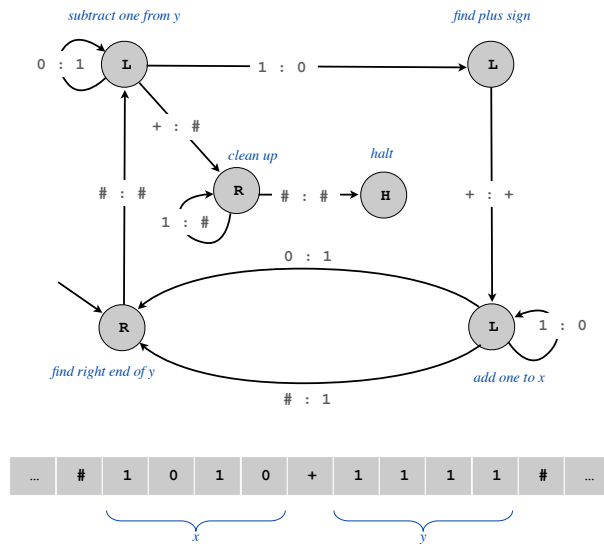 subtract one from y
find plus sign
0 : 1
L
1 : 0
L
+ : #
clean up
halt
# : #
R
# : #
H
+ : +
1 : #
0 : 1
R
L
1 : 0
find right end of y
add one to x
# : 1
... # 1 0 1 0 + 1 1 1 1 # ...
x
y